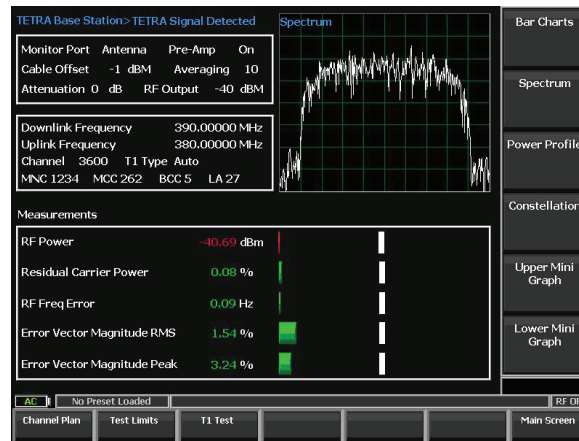 TETRA Base Station>TETRA Signal Detected
Spectrum
Monitor Port Antenna Pre-Amp On
Cable Offset -1 dBM Averaging 10
Attenuation 0 dB RF Output -40 dBM
Downlink Frequency 390.00000 MHz
Uplink Frequency 380.00000 MHz
Channel 3600 T1 Type Auto
MNC 1234 MCC 262 BCC 5 LA 27
Measurements
RF Power -40.69 dBm
Residual Carrier Power 0.08 %
RF Freq Error 0.09 Hz
Error Vector Magnitude RMS 1.54 %
Error Vector Magnitude Peak 3.24 %
Bar Charts
Spectrum
Power Profile
Constellation
Upper Mini
Graph
Lower Mini
Graph
AC No Preset Loaded RF OF
Channel Plan Test Limits T1 Test Main Screen